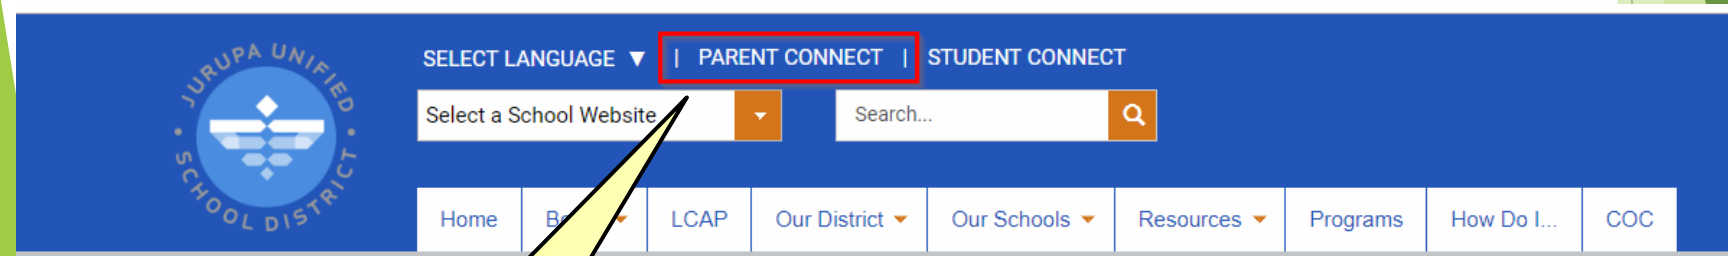 JURUPA UNIFIED
SCHOOL DISTRICT
SELECT LANGUAGE ▼ | PARENT CONNECT | STUDENT CONNECT
Select a School Website
Search...
Home LCAP Our District Our Schools Resources Programs How Do I... COC